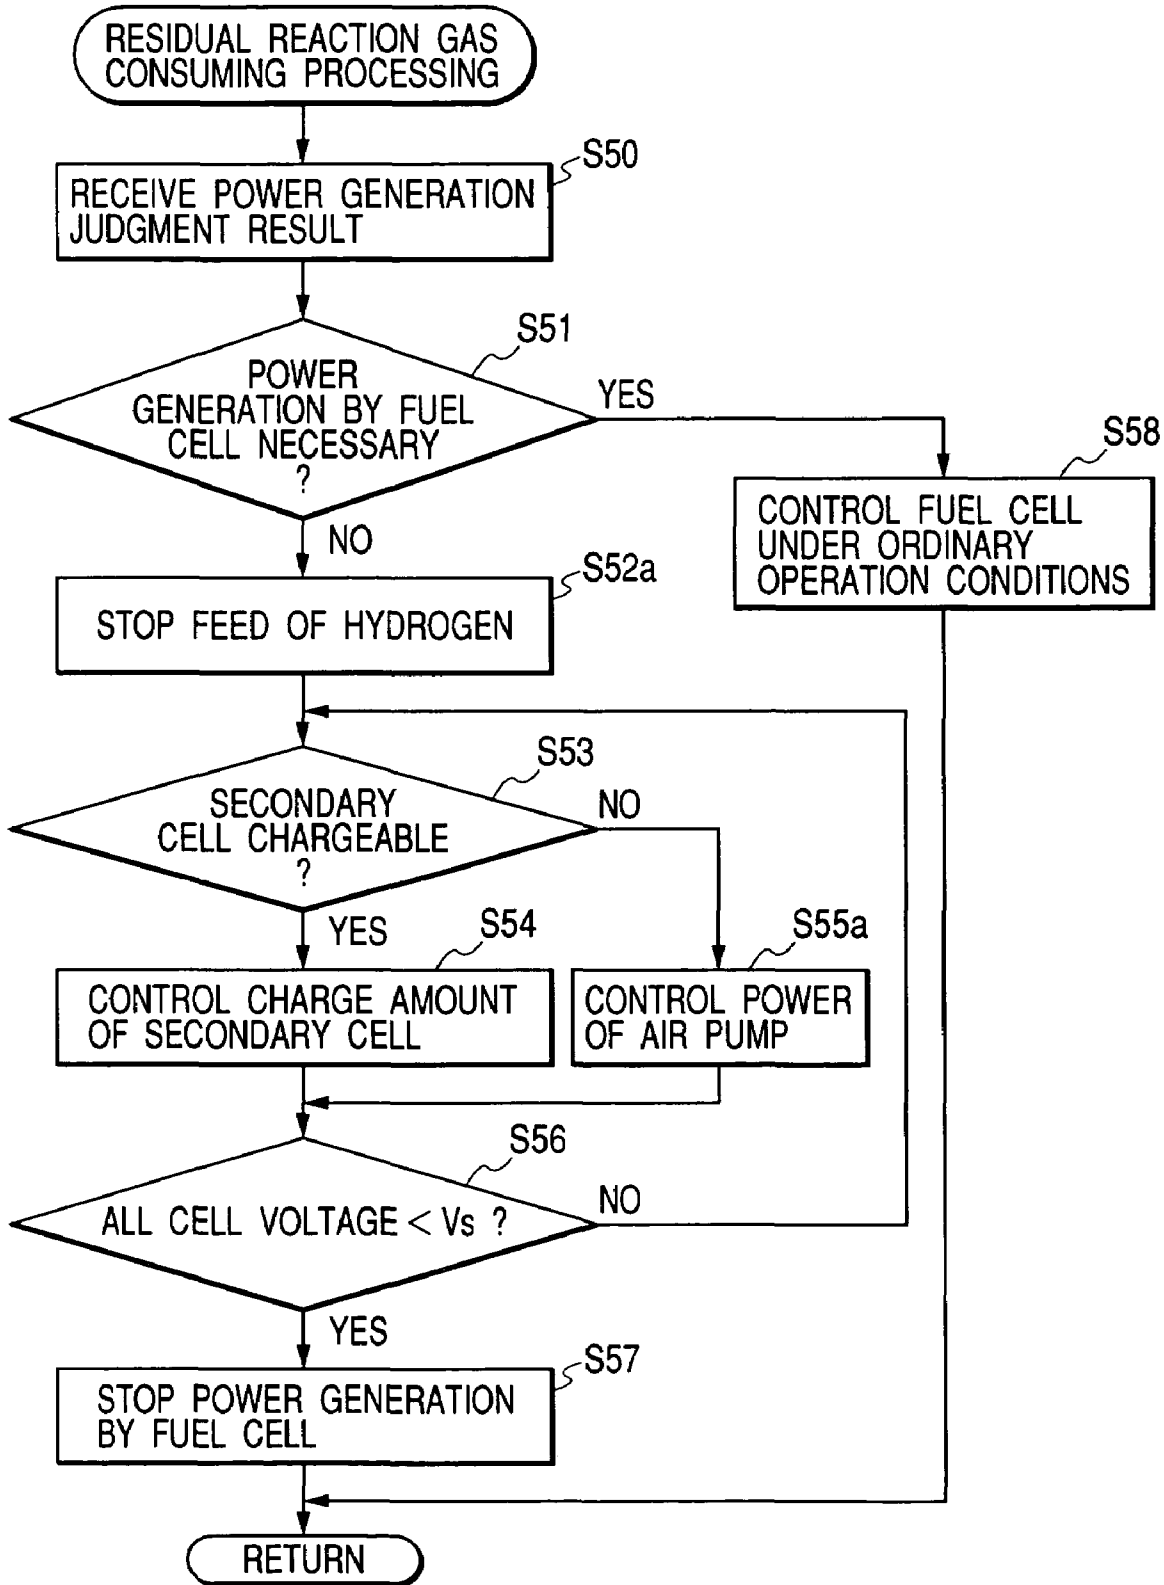 RESIDUAL REACTION GAS
CONSUMING PROCESSING
S50
RECEIVE POWER GENERATION
JUDGMENT RESULT
S51
POWER
GENERATION BY FUEL
CELL NECESSARY
?
YES
NO
S58
CONTROL FUEL CELL
UNDER ORDINARY
OPERATION CONDITIONS
S52a
STOP FEED OF HYDROGEN
S53
SECONDARY
CELL CHARGEABLE
?
NO
YES
S54
CONTROL CHARGE AMOUNT
OF SECONDARY CELL
S55a
CONTROL POWER
OF AIR PUMP
S56
ALL CELL VOLTAGE < Vs ?
NO
YES
S57
STOP POWER GENERATION
BY FUEL CELL
RETURN